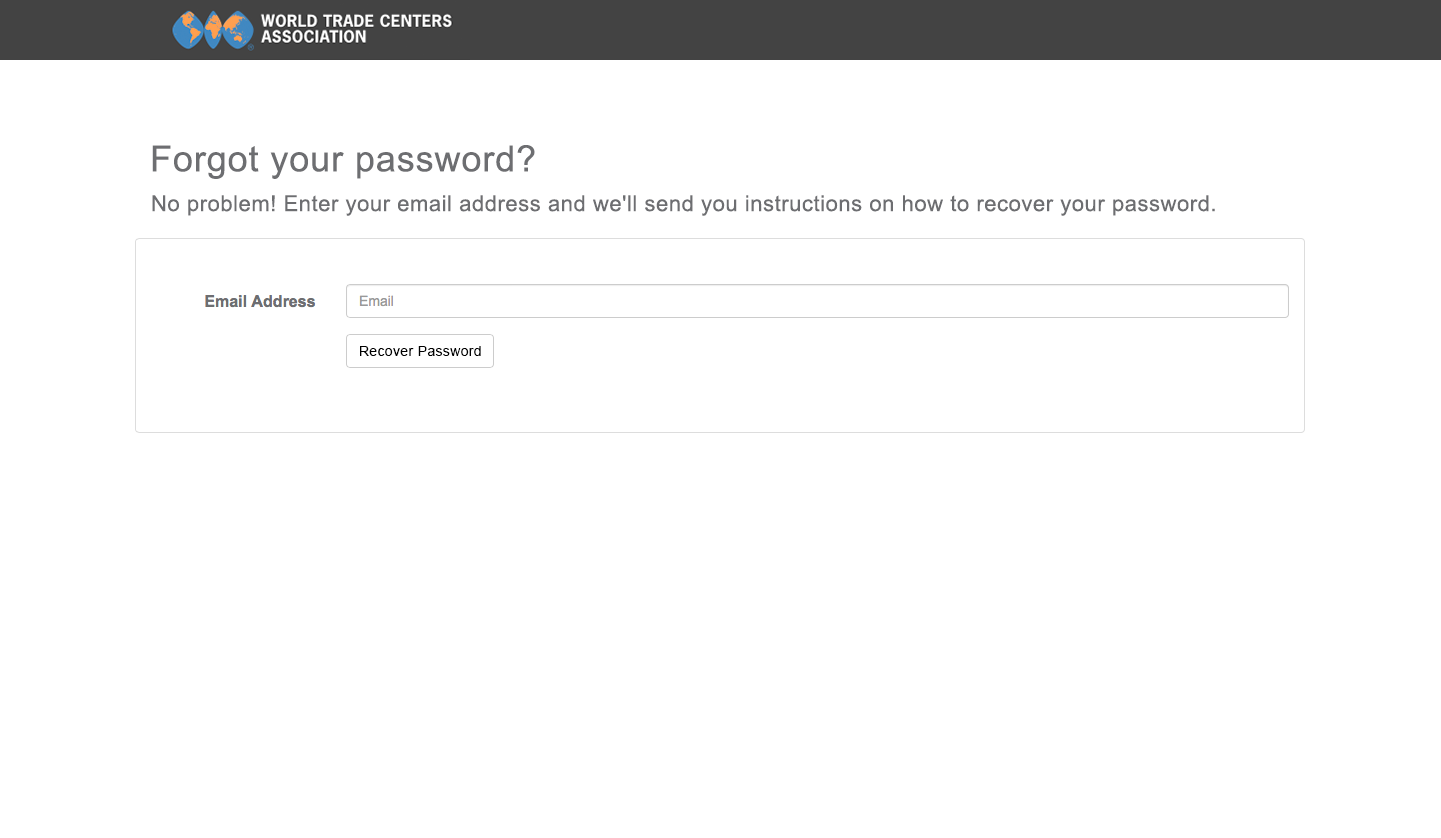 WORLD TRADE CENTERS
ASSOCIATION
Forgot your password?
No problem! Enter your email address and we'll send you instructions on how to recover your password.
Email Address
Email
Recover Password